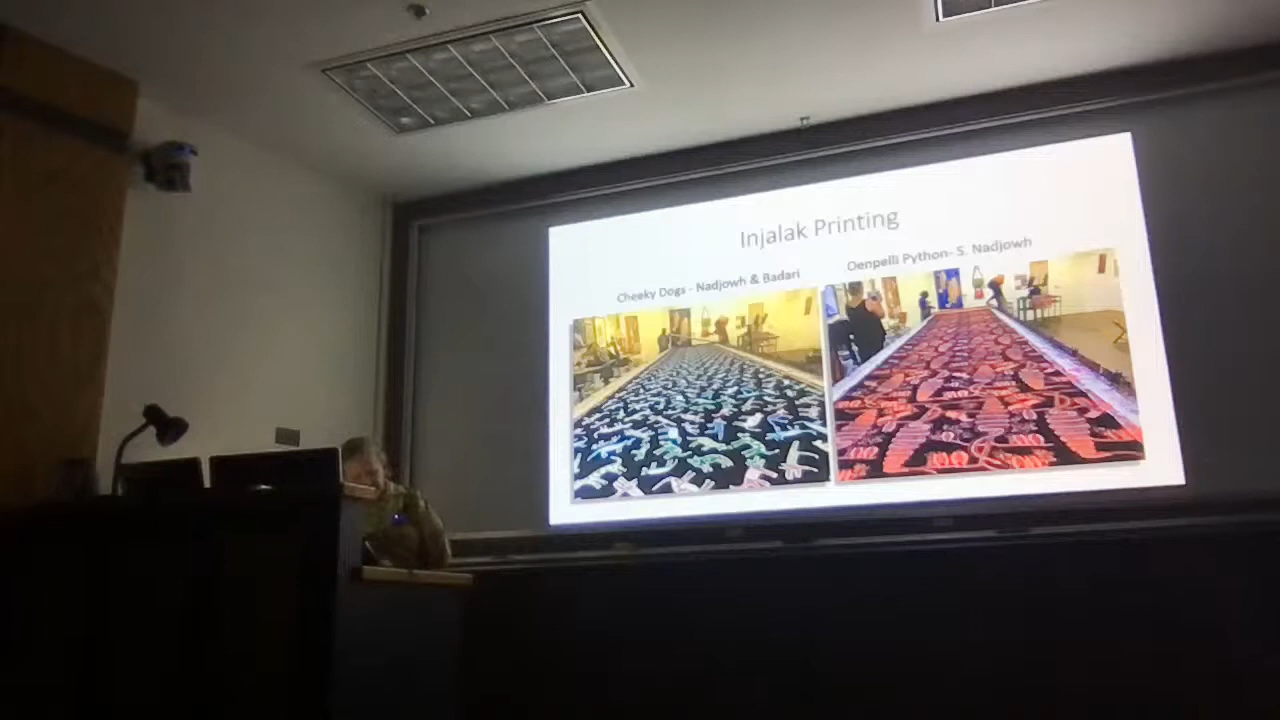 Injalak Printing
Cheeky Dogs - Nadjowh & Badari
Oenpelli Python- S. Nadjowh